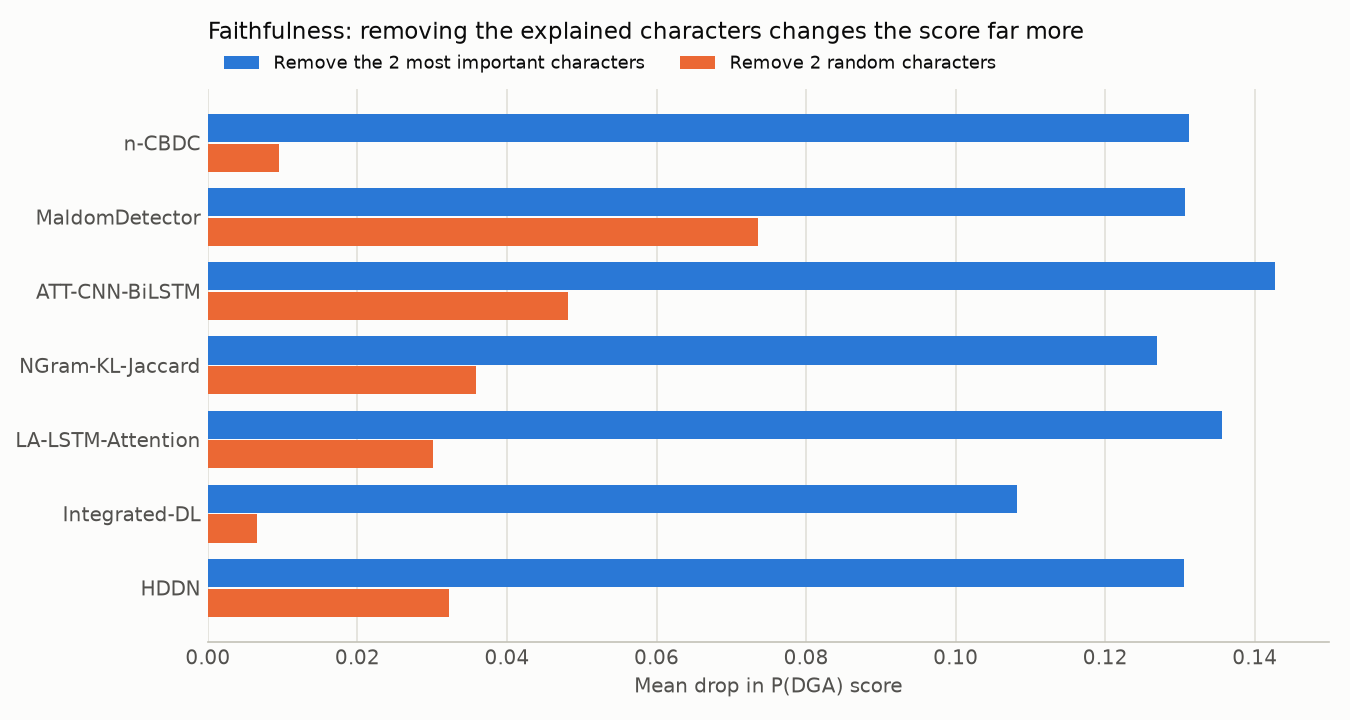 Faithfulness: removing the explained characters changes the score far more
Remove the 2 most important characters
Remove 2 random characters
n-CBDC
MaldomDetector
ATT-CNN-BiLSTM
NGram-KL-Jaccard
LA-LSTM-Attention
Integrated-DL
HDDN
0.00 0.02 0.04 0.06 0.08 0.10 0.12 0.14
Mean drop in P(DGA) score